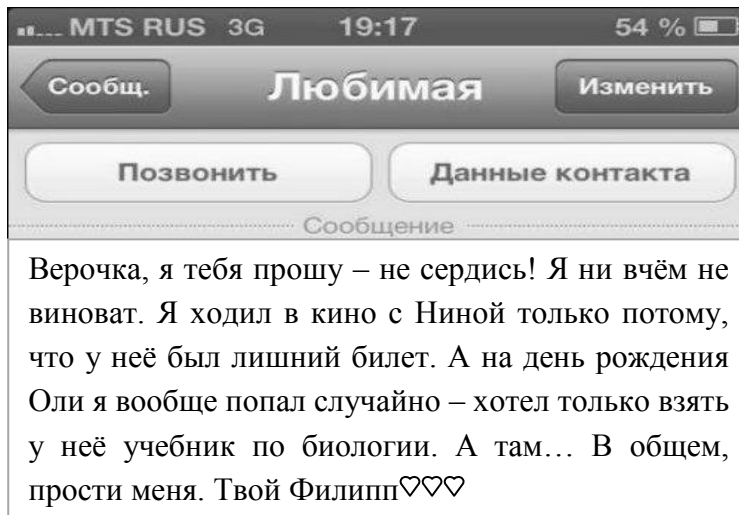 MTS RUS 3G 19:17 54 %
Сообщ. Любимая Изменить
Позвонить Данные контакта
Сообщение
Верочка, я тебя прошу – не сердись! Я ни вчём не
виноват. Я ходил в кино с Ниной только потому,
что у неё был лишний билет. А на день рождения
Оли я вообще попал случайно – хотел только взять
у неё учебник по биологии. А там… В общем,
прости меня. Твой Филипп♡♡♡